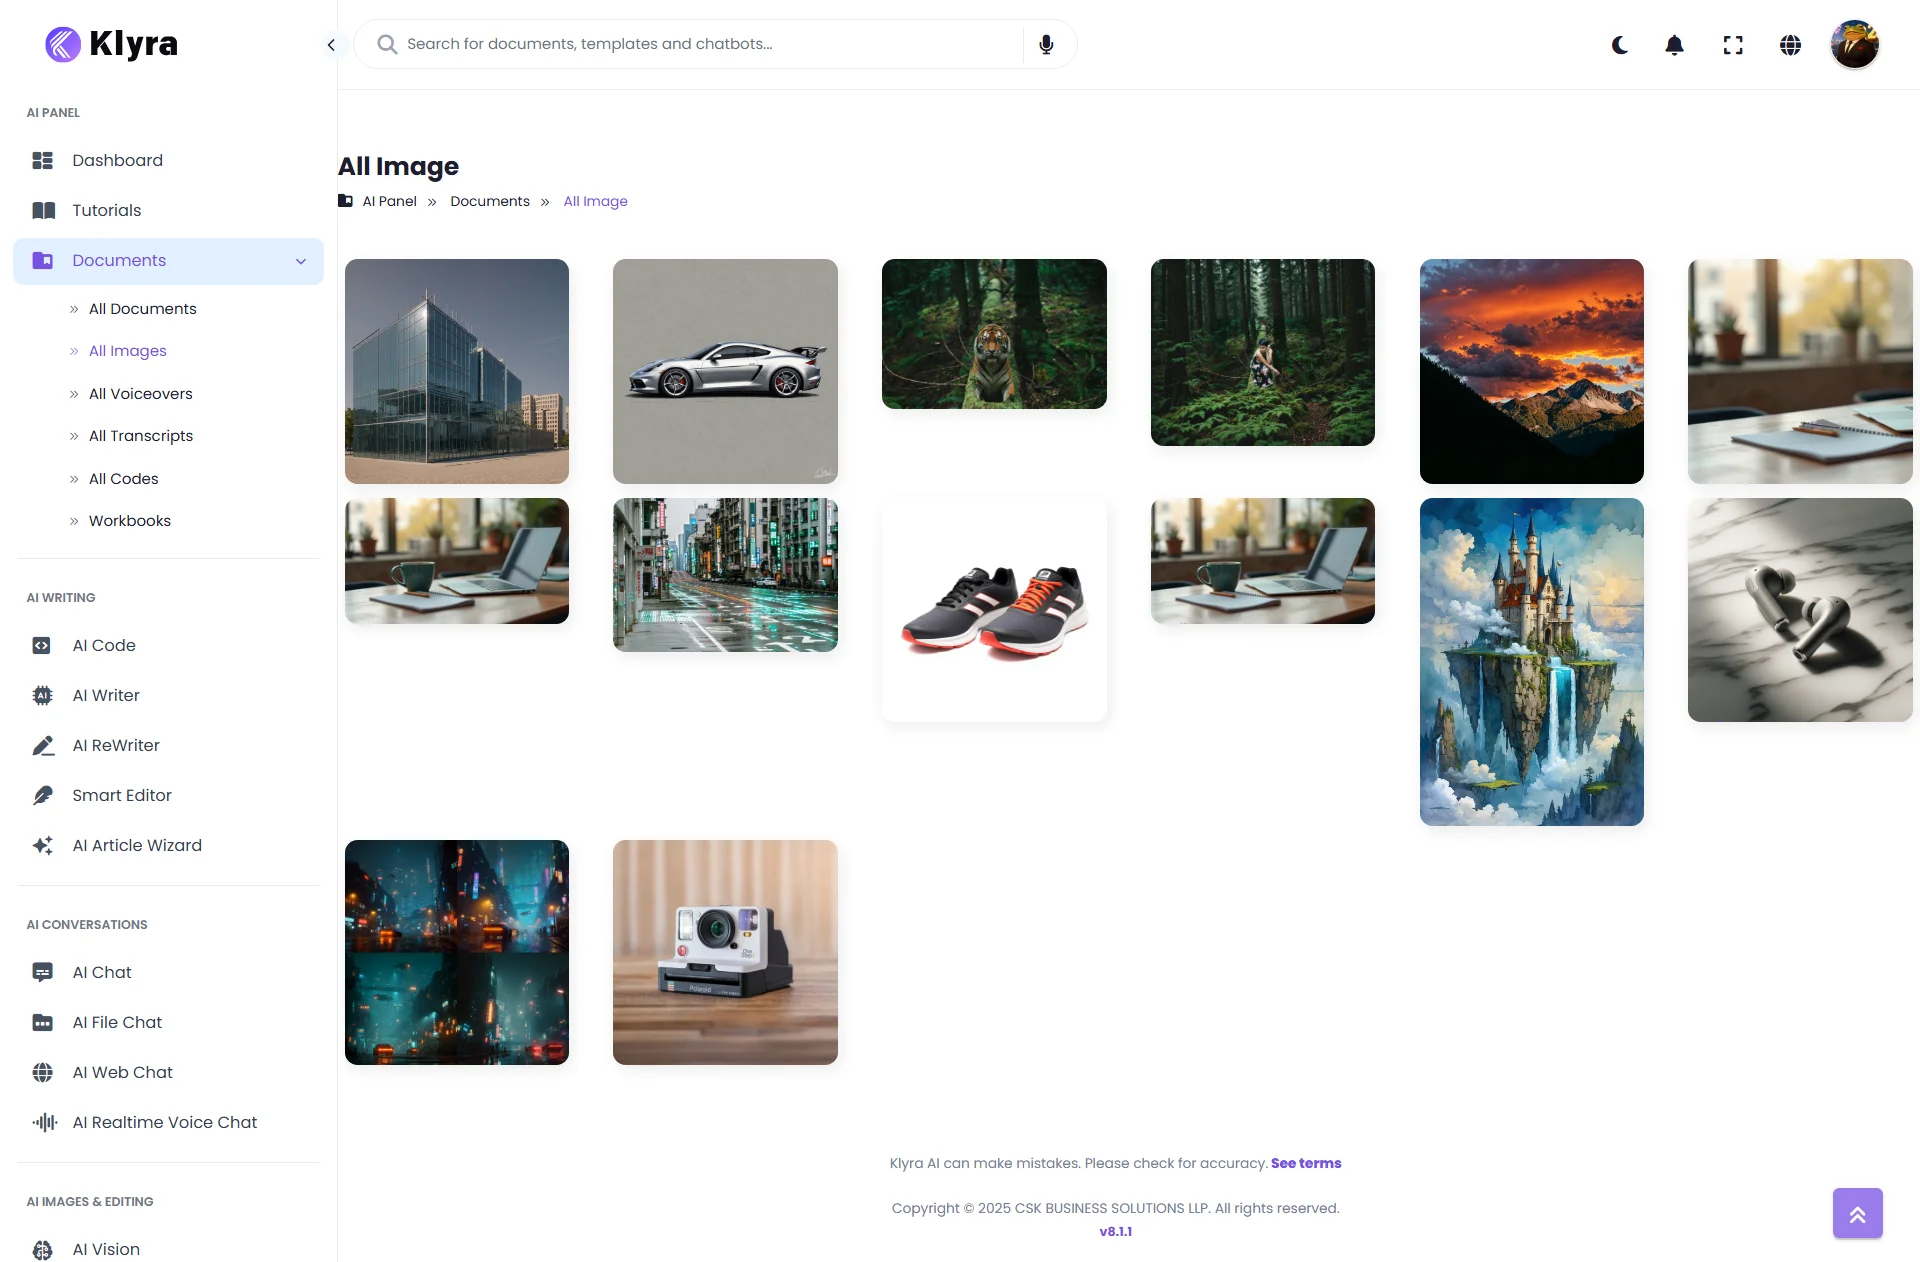 Klyra
Search for documents, templates and chatbots...
AI PANEL
Dashboard
Tutorials
Documents
All Documents
All Images
All Voiceovers
All Transcripts
All Codes
Workbooks
AI WRITING
AI Code
AI Writer
AI ReWriter
Smart Editor
AI Article Wizard
AI CONVERSATIONS
AI Chat
AI File Chat
AI Web Chat
AI Realtime Voice Chat
AI IMAGES & EDITING
AI Vision
All Image
AI Panel » Documents » All Image
One
Step
Polaroid
Klyra AI can make mistakes. Please check for accuracy. See terms
Copyright © 2025 CSK BUSINESS SOLUTIONS LLP. All rights reserved.
v8.1.1